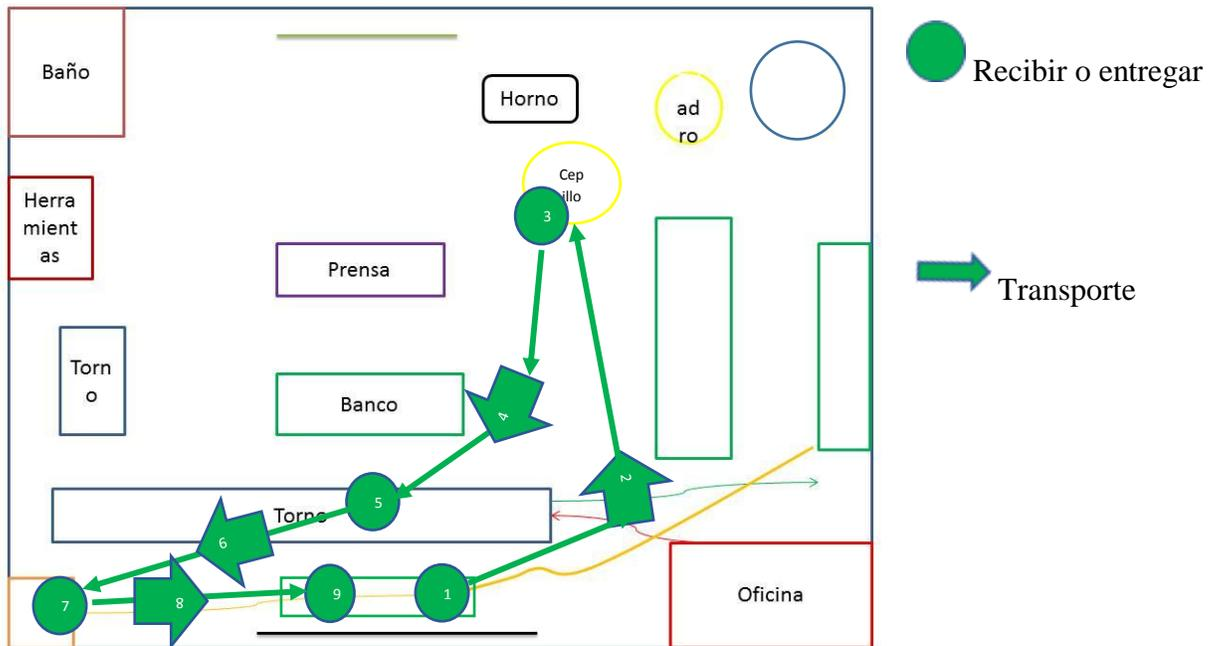 Baño
Horno
ad
ro
Cep
illo
3
Herra
mient
as
Prensa
Torn
o
Banco
4
2
5
Torno
6
7
8
9
1
Oficina
Recibir o entregar
Transporte